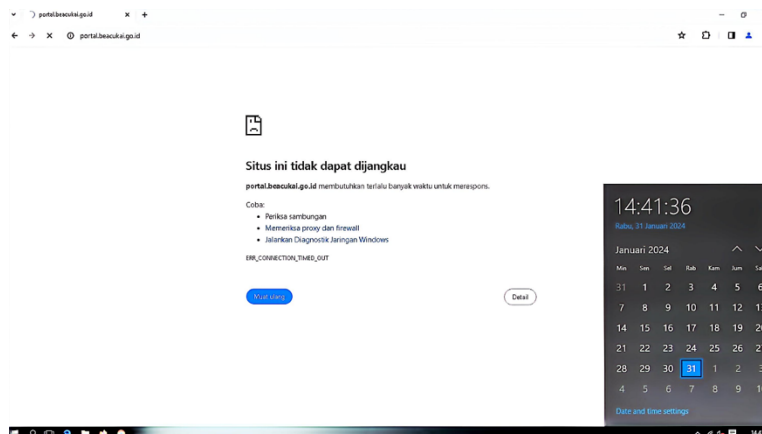 portal.beacukai.go.id
portal.beacukai.go.id
Situs ini tidak dapat dijangkau
portal.beacukai.go.id membutuhkan terlalu banyak waktu untuk merespons.
Coba:
Periksa sambungan
Memeriksa proxy dan firewall
Jalankan Diagnostik Jaringan Windows
ERR_CONNECTION_TIMED_OUT
Muat ulang
Detail
14:41:36
Rabu, 31 Januari 2024
Januari 2024
Min Sen Sel Rab Kam Jum
31 1 2 3 4 5 6
7 8 9 10 11 12
14 15 16 17 18 19
21 22 23 24 25 26
28 29 30 31 1 2 3
4 5 6 7 8 9
Date and time settings